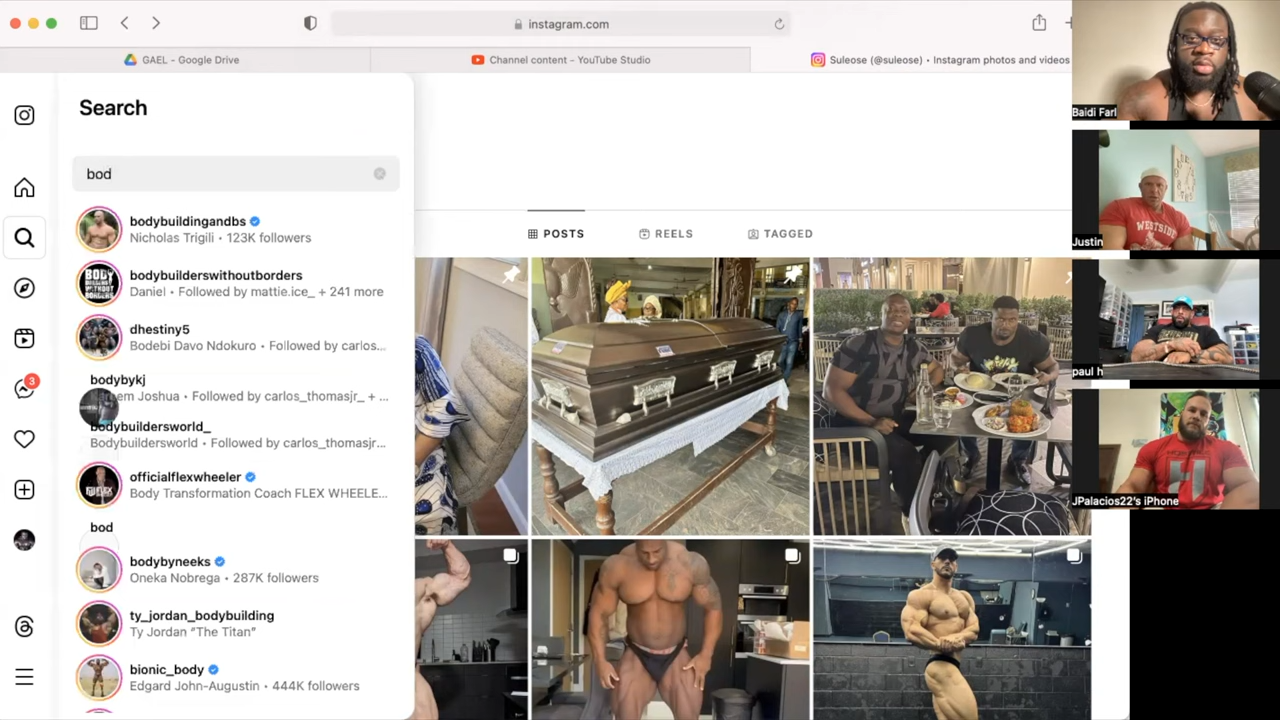 instagram.com
GAEL - Google Drive
Channel content - YouTube Studio
Suleose (@suleose) • Instagram photos and videos
Search
bod
bodybuildingandbs
Nicholas Trigili • 123K followers
bodybuilderswithoutborders
Daniel • Followed by mattie.ice_ + 241 more
dhestiny5
Bodebi Davo Ndokuro • Followed by carlos...
bodybykj
Joshua • Followed by carlos_thomasjr_ + ...
bodybuildersworld_
Bodybuildersworld • Followed by carlos_thomasjr...
officialflexwheeler
Body Transformation Coach FLEX WHEELE...
bod
bodybyneeks
Oneka Nobrega • 287K followers
ty_jordan_bodybuilding
Ty Jordan “The Titan”
bionic_body
Edgard John-Augustin • 444K followers
3
POSTS
REELS
TAGGED
Baidi Farl
WESTSIDE
Justin
paul h
H
JPalacios22’s iPhone
BODY